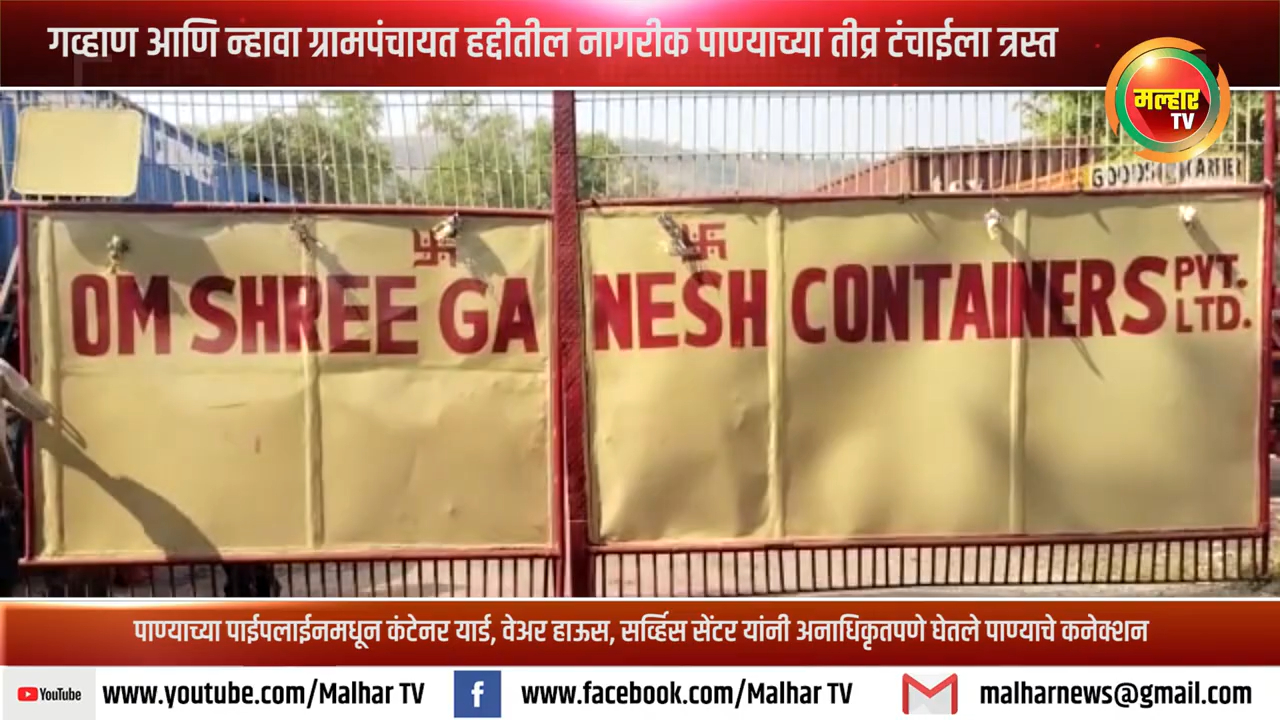 गव्हाण आणि न्हावा ग्रामपंचायत हद्दीतील नागरीक पाण्याच्या तीव्र टंचाईला त्रस्त
मल्हार
TV
GOODS CARRIER
OM SHREE GANESH CONTAINERS PVT. LTD.
पाण्याच्या पाईपलाईनमधून कंटेनर यार्ड, वेअर हाऊस, सर्व्हिस सेंटर यांनी अनाधिकृतपणे घेतले पाण्याचे कनेक्शन
YouTube www.youtube.com/Malhar TV www.facebook.com/Malhar TV malharnews@gmail.com